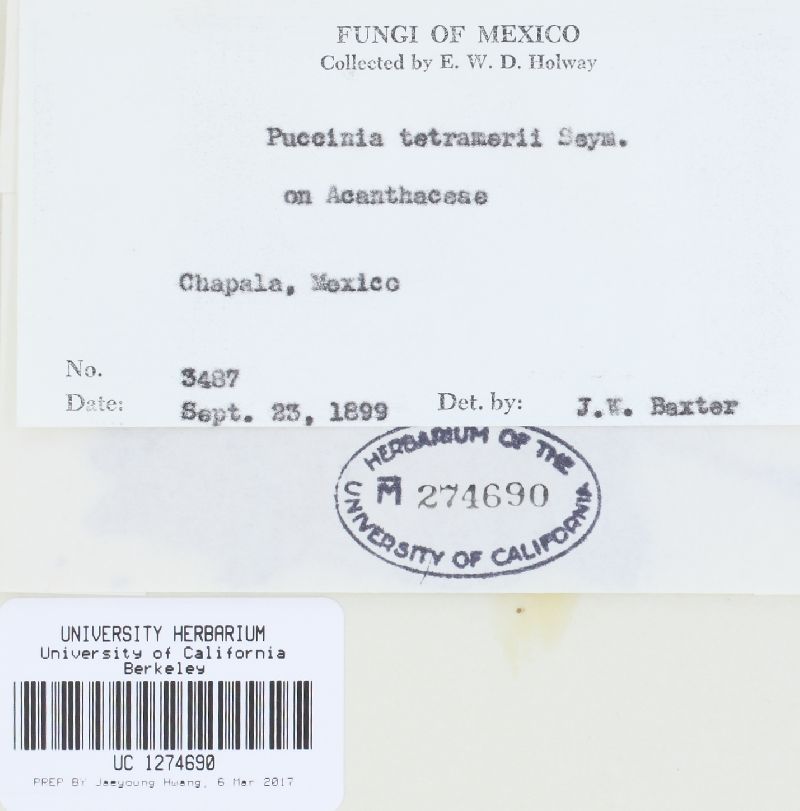 FUNGI OF MEXICO
Collected by E. W. D. Holway
Puccinia tetramerii Seym.
on Acanthaceae
Chapala, Mexico
No. 3487
Date: Sept. 23, 1899 Det. by: J.W. Baxter
HERBARIUM OF THE
M 274690
UNIVERSITY OF CALIFORNIA
UNIVERSITY HERBARIUM
University of California
Berkeley
UC 1274690
PREP BY Jaeyoung Hwang, 6 Mar 2017